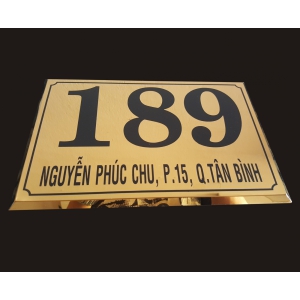 189
NGUYỄN PHÚC CHU, P.15, Q.TÂN BÌNH